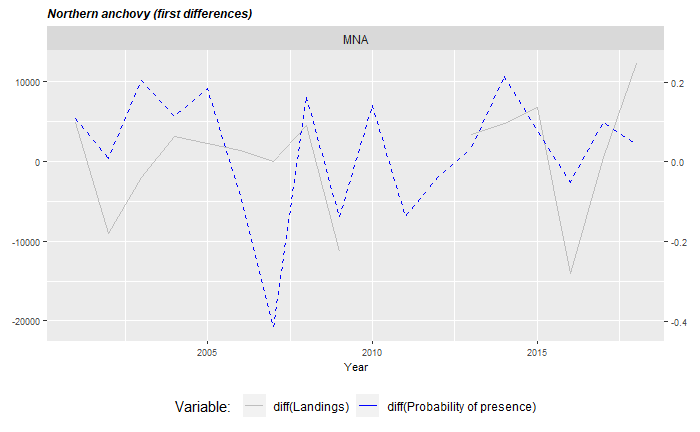 Northern anchovy (first differences)
MNA
10000
0
-10000
-20000
0.2
0.0
-0.2
-0.4
2005 2010 2015
Year
Variable: diff(Landings) diff(Probability of presence)